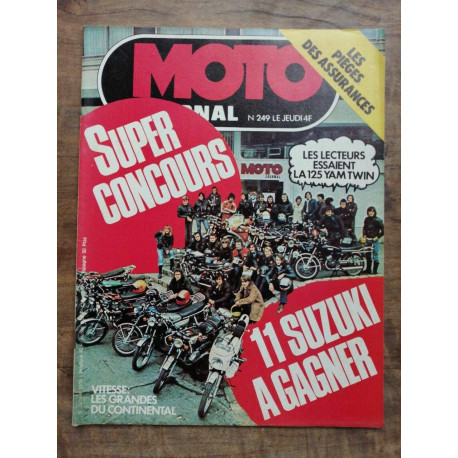 MOTO
JOURNAL
N 249 LE JEUDI 4F
LES
PIEGES
DES ASSURANCES
SUPER
CONCOURS
MOTO
JOURNAL
LES LECTEURS
ESSAIENT
LA 125 YAM TWIN
11 SUZUKI
A GAGNER
VITESSE:
LES GRANDES
DU CONTINENTAL